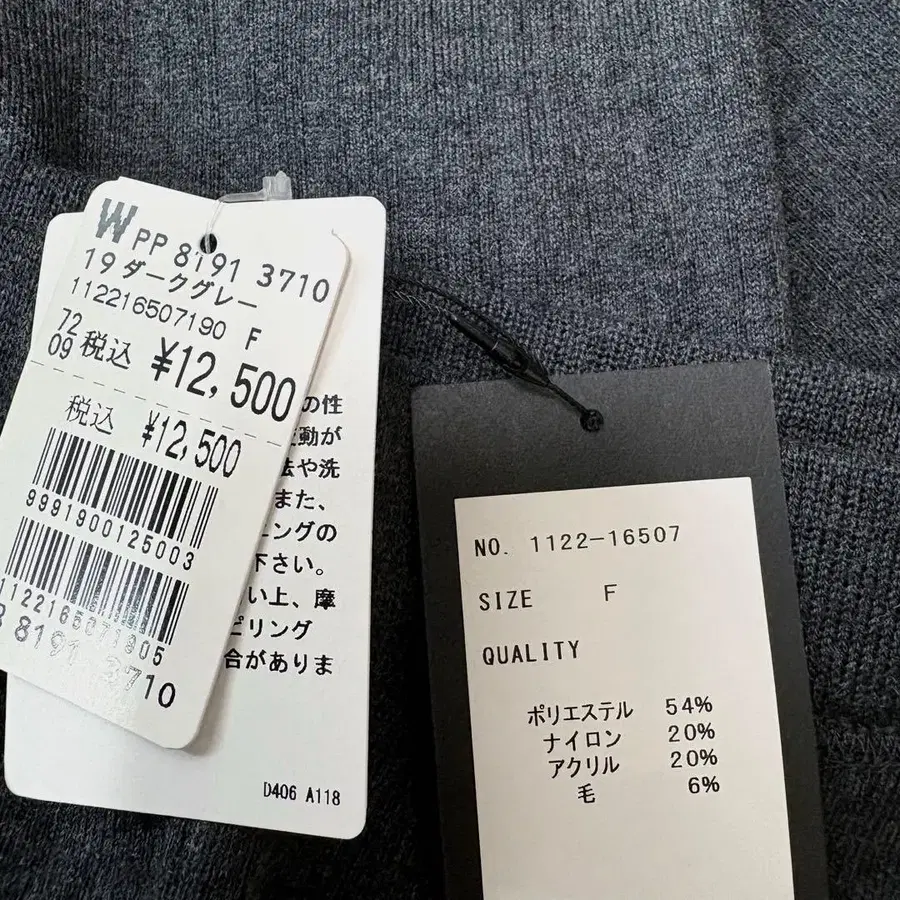 W PP 8191 3710
19 ダークグレー
112216507190 F
72
09 税込 ¥12,500
税込 ¥12,500
9991900125003
8191 3710
の性
動が
や洗
また、
ングの
下さい。
い上、摩
ピリング
合がありま
D406 A118
NO. 1122-16507
SIZE F
QUALITY
ポリエステル 54%
ナイロン 20%
アクリル 20%
毛 6%